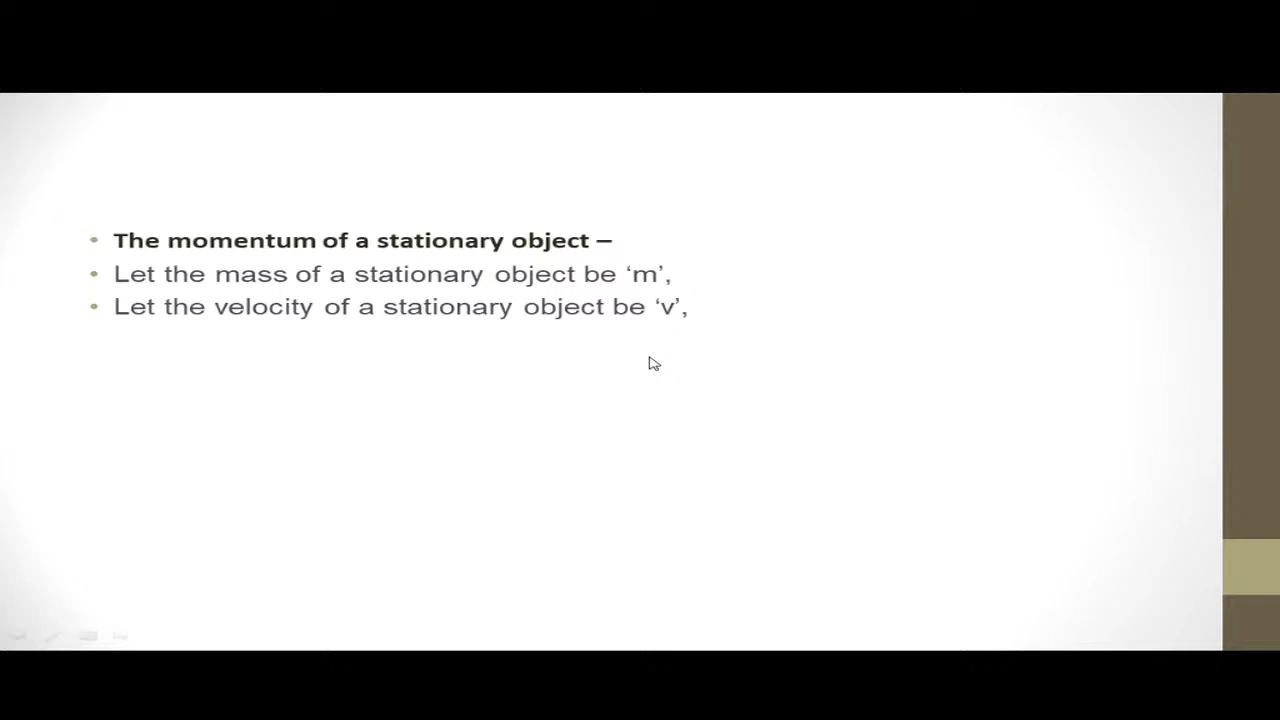 • The momentum of a stationary object –
• Let the mass of a stationary object be ‘m’,
• Let the velocity of a stationary object be ‘v’,